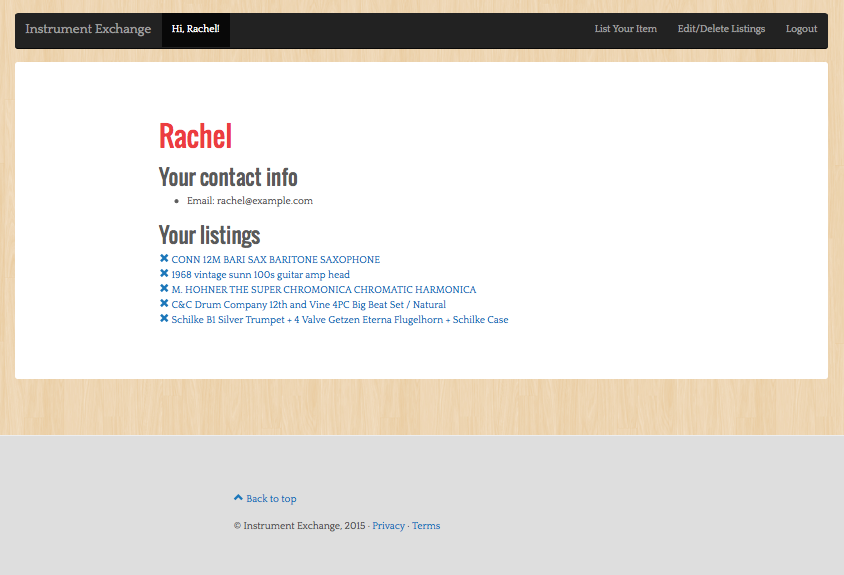 Instrument Exchange Hi, Rachel! List Your Item Edit/Delete Listings Logout
Rachel
Your contact info
Email: rachel@example.com
Your listings
CONN 12M BARI SAX BARITONE SAXOPHONE
1968 vintage sunn 100s guitar amp head
M. HOHNER THE SUPER CHROMONICA CHROMATIC HARMONICA
C&C Drum Company 12th and Vine 4PC Big Beat Set / Natural
Schilke B1 Silver Trumpet + 4 Valve Getzen Eterna Flugelhorn + Schilke Case
Back to top
© Instrument Exchange, 2015 · Privacy · Terms